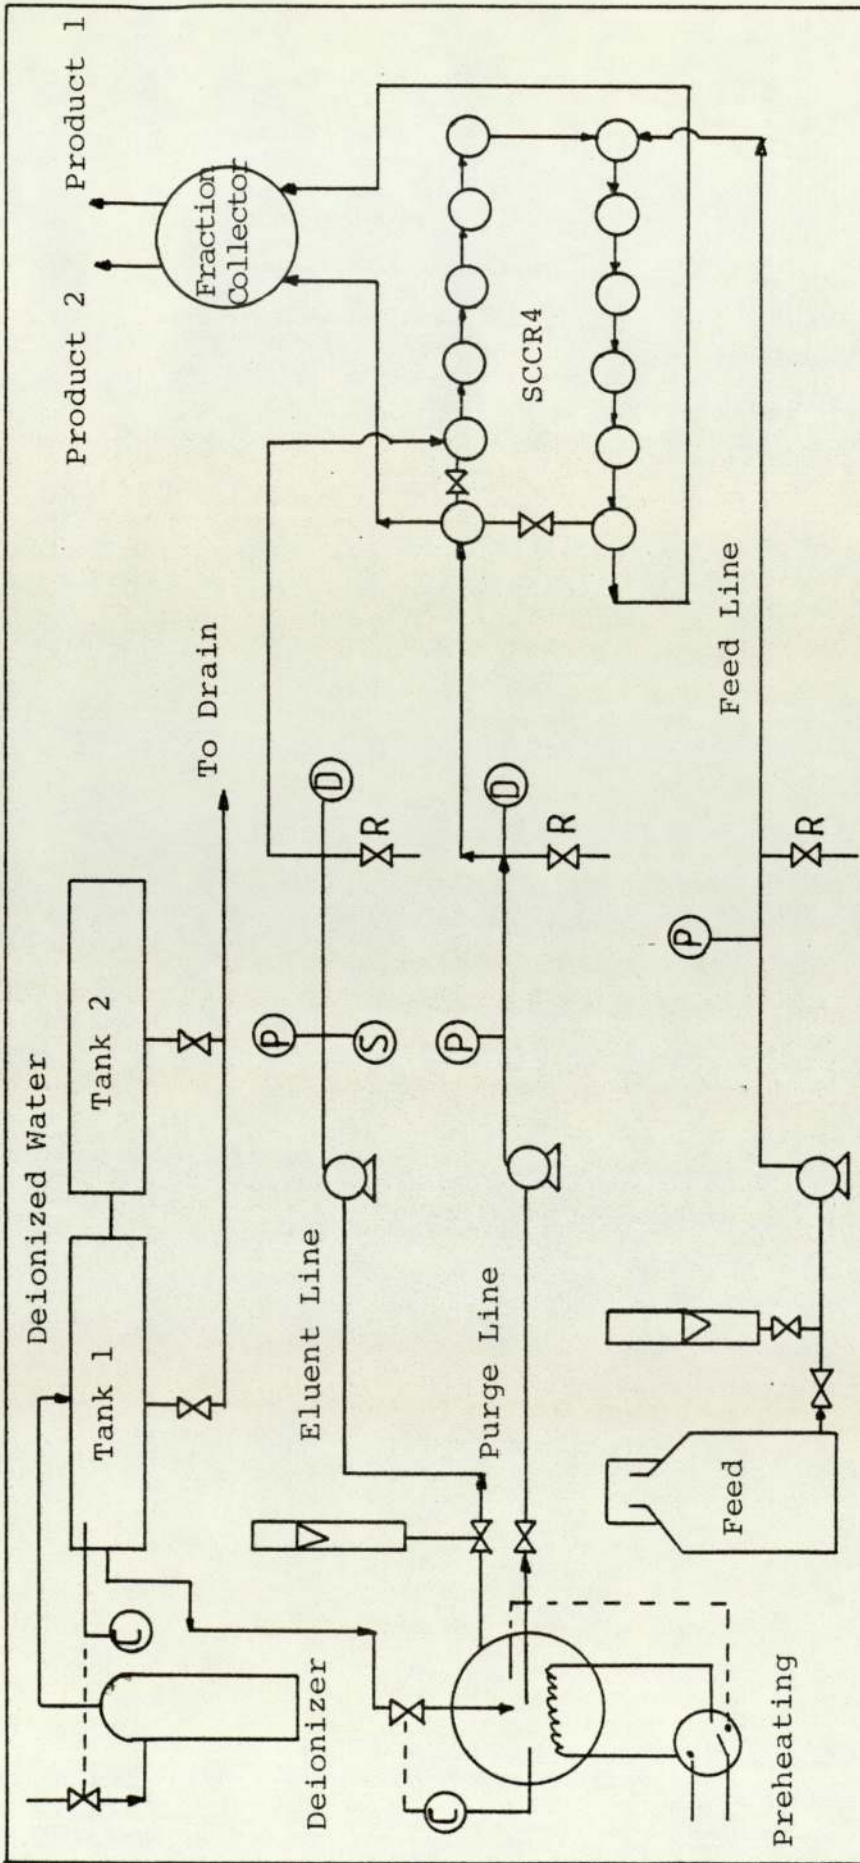 Product 1
Product 2
Fraction
Collector
SCCR4
Deionized Water
Tank 1
Tank 2
To Drain
D
R
P
S
Eluent Line
D
R
P
Purge Line
Feed Line
P
R
Feed
L
Deionizer
L
Preheating